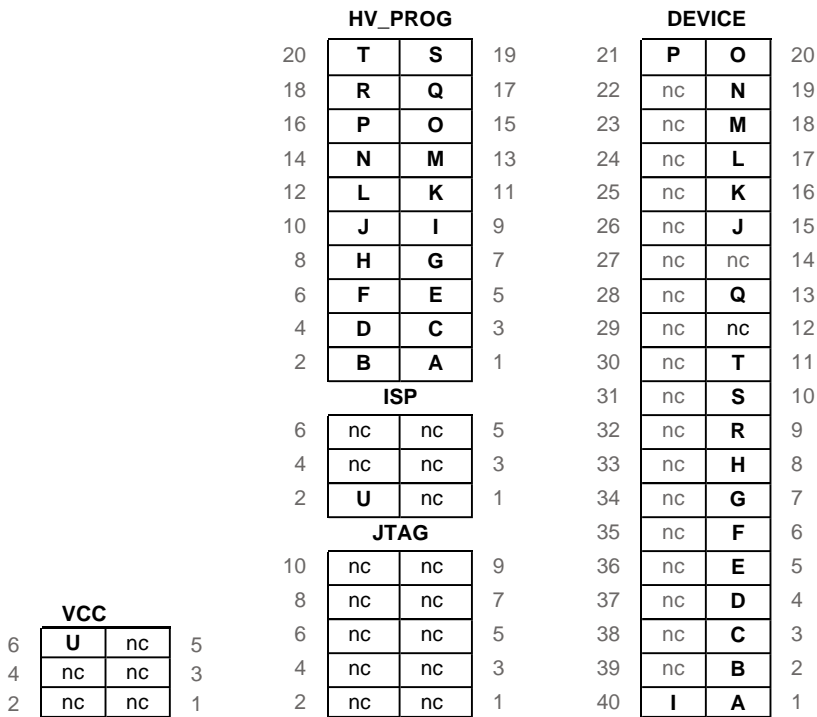 HV_PROG DEVICE
20 T S 19 21 P O 20
18 R Q 17 22 nc N 19
16 P O 15 23 nc M 18
14 N M 13 24 nc L 17
12 L K 11 25 nc K 16
10 J I 9 26 nc J 15
8 H G 7 27 nc nc 14
6 F E 5 28 nc Q 13
4 D C 3 29 nc nc 12
2 B A 1 30 nc T 11
ISP 31 nc S 10
6 nc nc 5 32 nc R 9
4 nc nc 3 33 nc H 8
2 U nc 1 34 nc G 7
JTAG 35 nc F 6
10 nc nc 9 36 nc E 5
8 nc nc 7 37 nc D 4
VCC
6 U nc 5 6 nc nc 5 38 nc C 3
4 nc nc 3 4 nc nc 3 39 nc B 2
2 nc nc 1 2 nc nc 1 40 I A 1